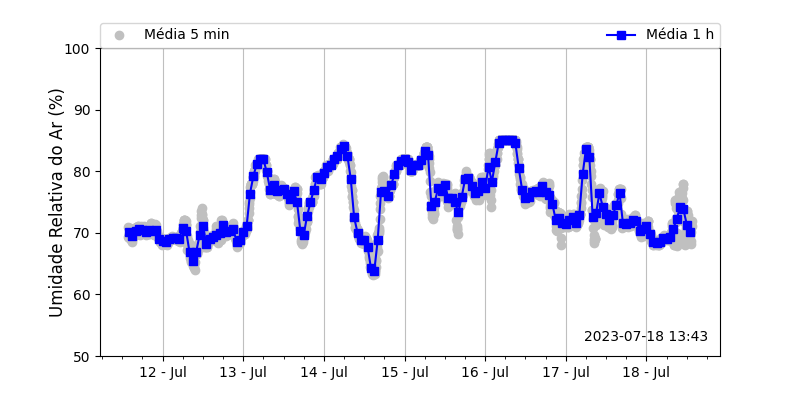 Média 5 min
Média 1 h
Umidade Relativa do Ar (%)
100
90
80
70
60
50
2023-07-18 13:43
12 - Jul
13 - Jul
14 - Jul
15 - Jul
16 - Jul
17 - Jul
18 - Jul